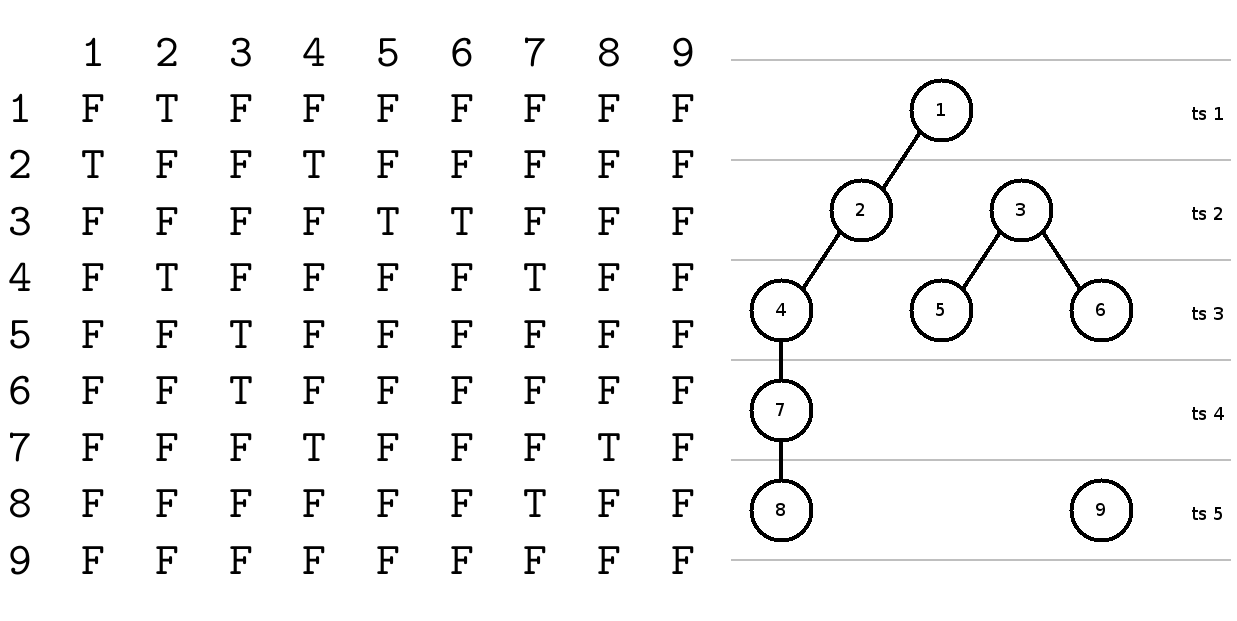 1 2 3 4 5 6 7 8 9
1 F T F F F F F F F
2 T F F T F F F F F
3 F F F F T T F F F
4 F T F F F F T F F
5 F F T F F F F F F
6 F F T F F F F F F
7 F F F T F F F T F
8 F F F F F F T F F
9 F F F F F F F F F
1 ts 1
2 3 ts 2
4 5 6 ts 3
7 ts 4
8 9 ts 5